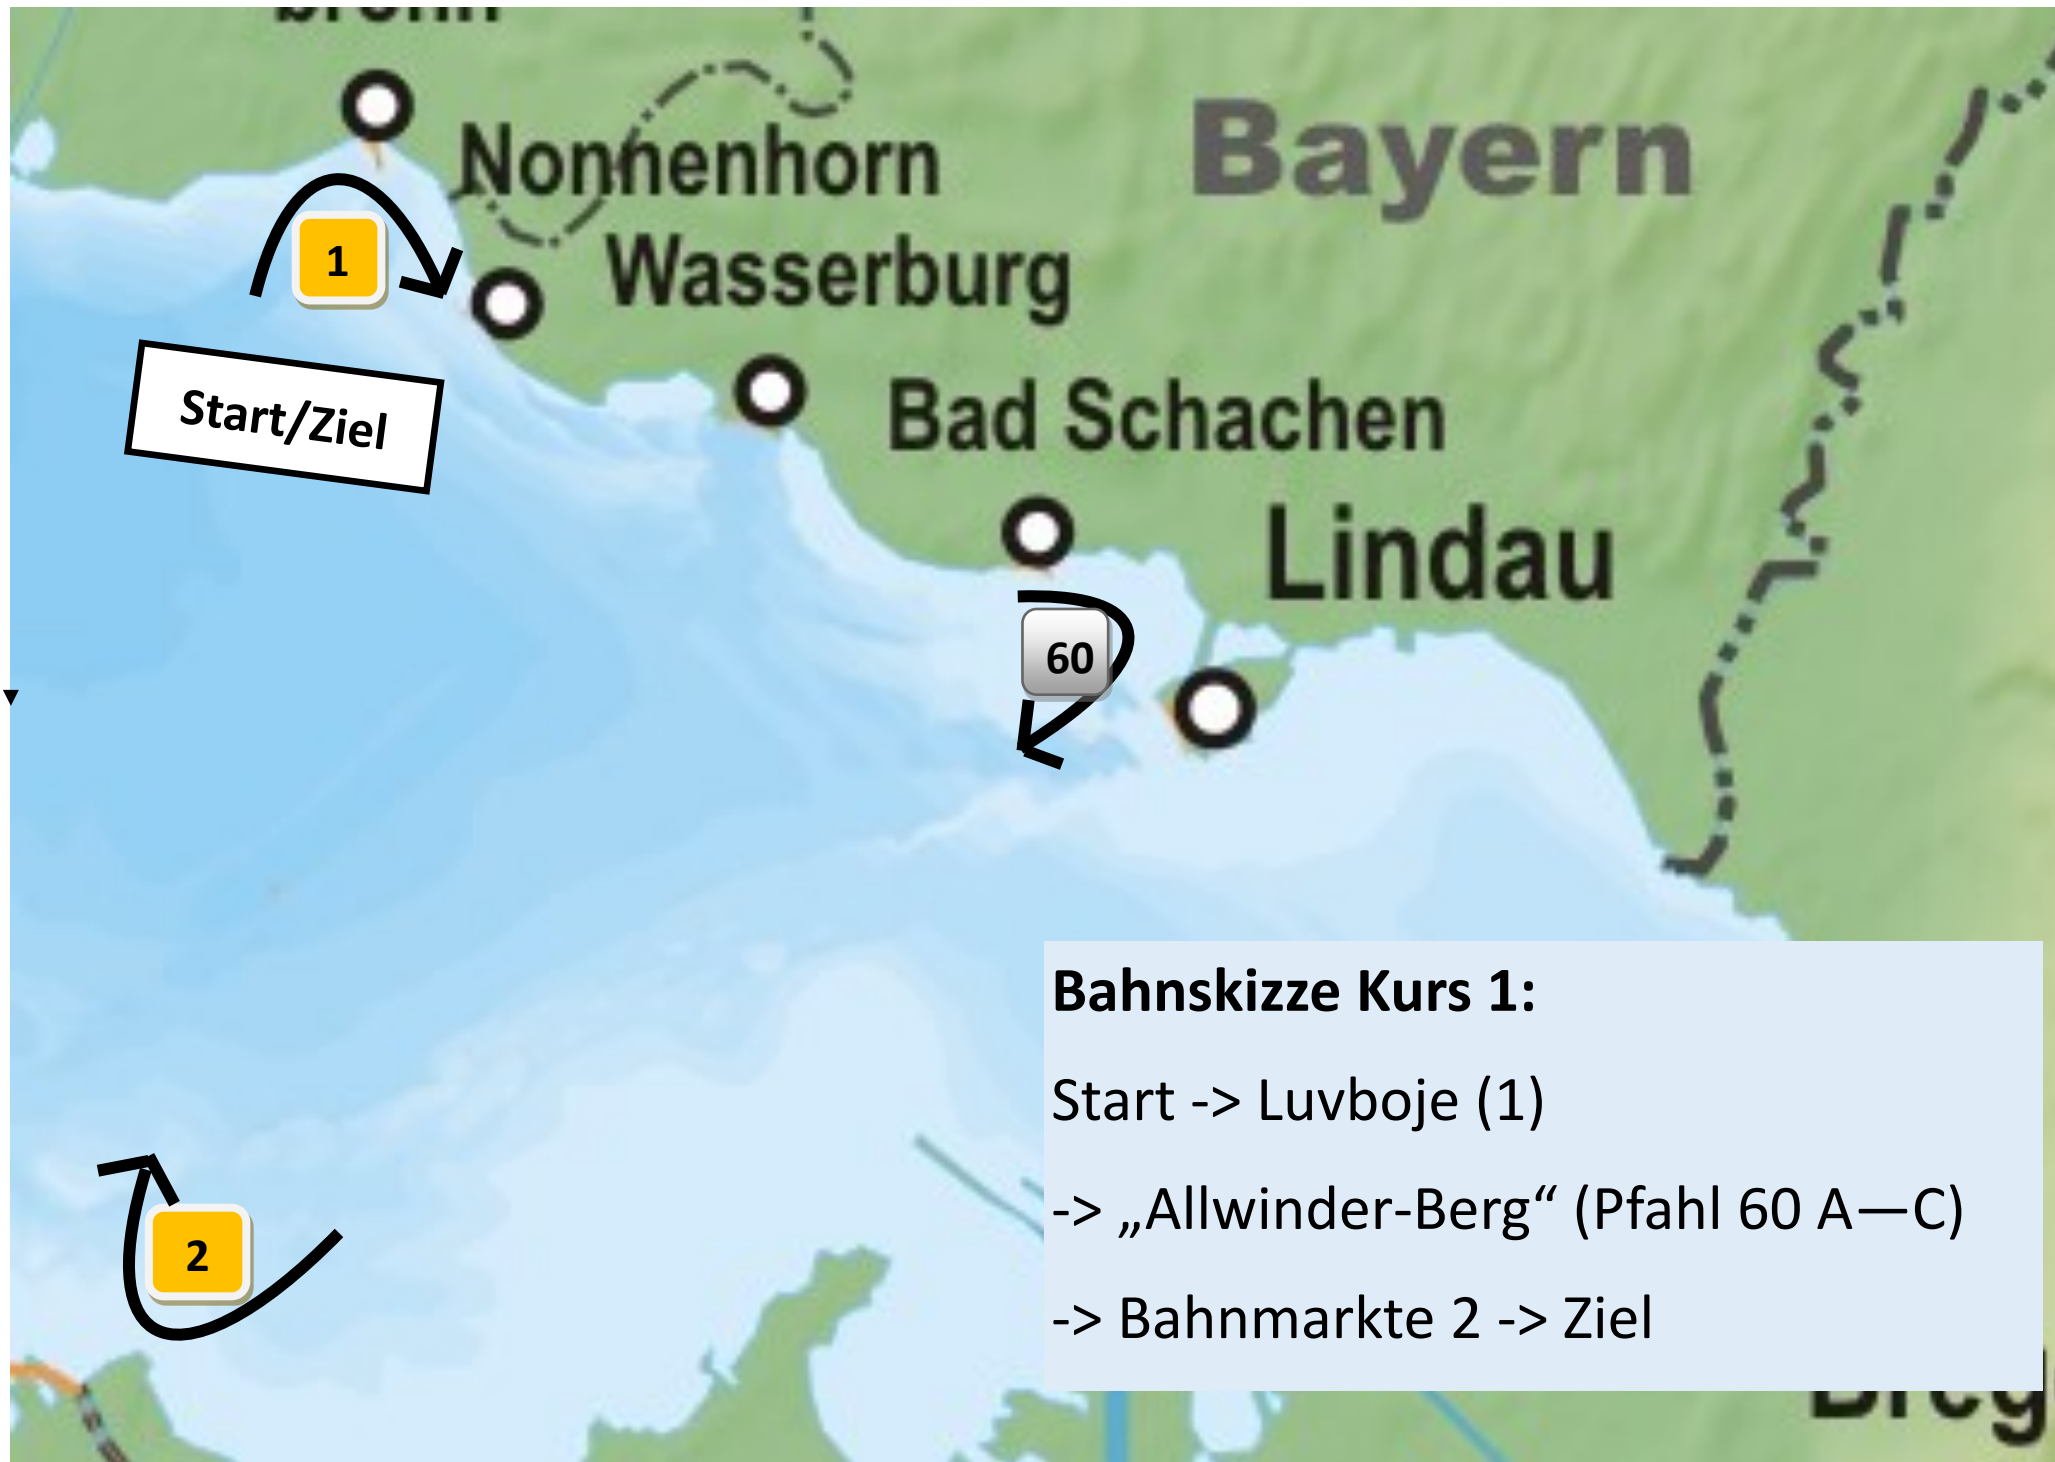 Nonnenhorn
Bayern
1
Wasserburg
Start/Ziel
Bad Schachen
Lindau
60
Bahnskizze Kurs 1:
Start -> Luvboje (1)
-> „Allwinder-Berg“ (Pfahl 60 A—C)
-> Bahnmarkte 2 -> Ziel
2